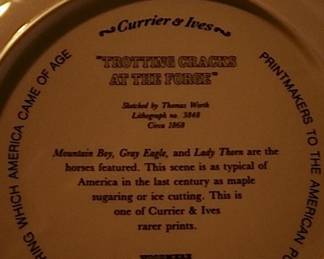 ~Currier & Ives~
"TROTTING CRACKS
AT THE FORGE"
Sketched by Thomas Worth
Lithograph no. 3848
Circa 1868
Mountain Boy, Gray Eagle, and Lady Thorn are the
horses featured. This scene is as typical of
America in the last century as maple
sugaring or ice cutting. This is
one of Currier & Ives
rarer prints.
WHICH AMERICA CAME OF AGE
PRINTMAKERS TO THE AMERICAN